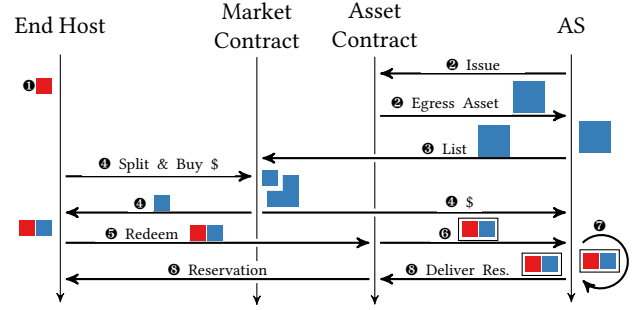 End Host
Market
Contract
Asset
Contract
AS
❶
❷ Issue
❷ Egress Asset
❸ List
❹ Split & Buy $
❹
❹ $
❺ Redeem
❻
❼
❽ Reservation
❽ Deliver Res.